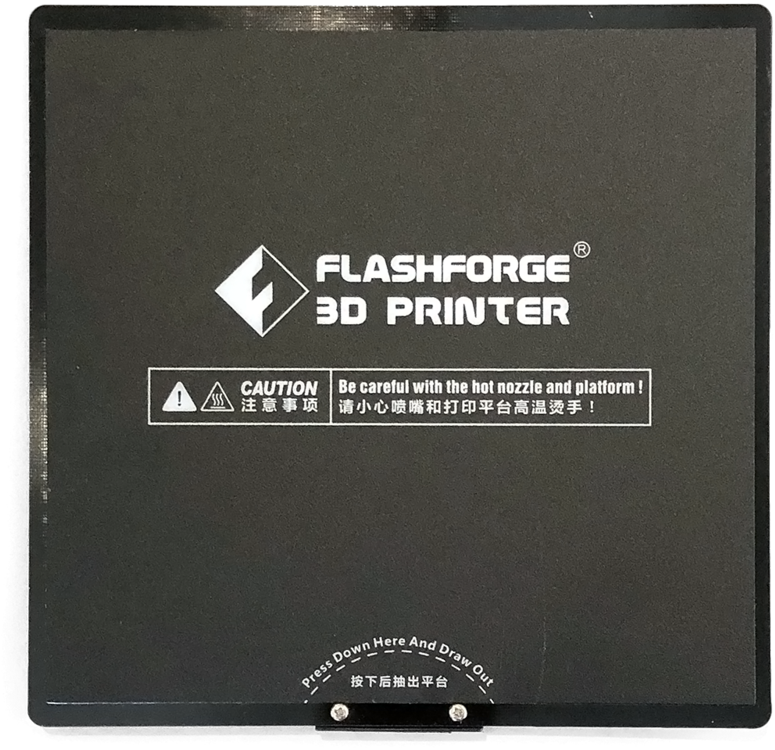 FLASHFORGE®
3D PRINTER
CAUTION
注意事项
Be careful with the hot nozzle and platform !
请小心喷嘴和打印平台高温烫手！
Press Down Here And Draw Out
按下后抽出平台